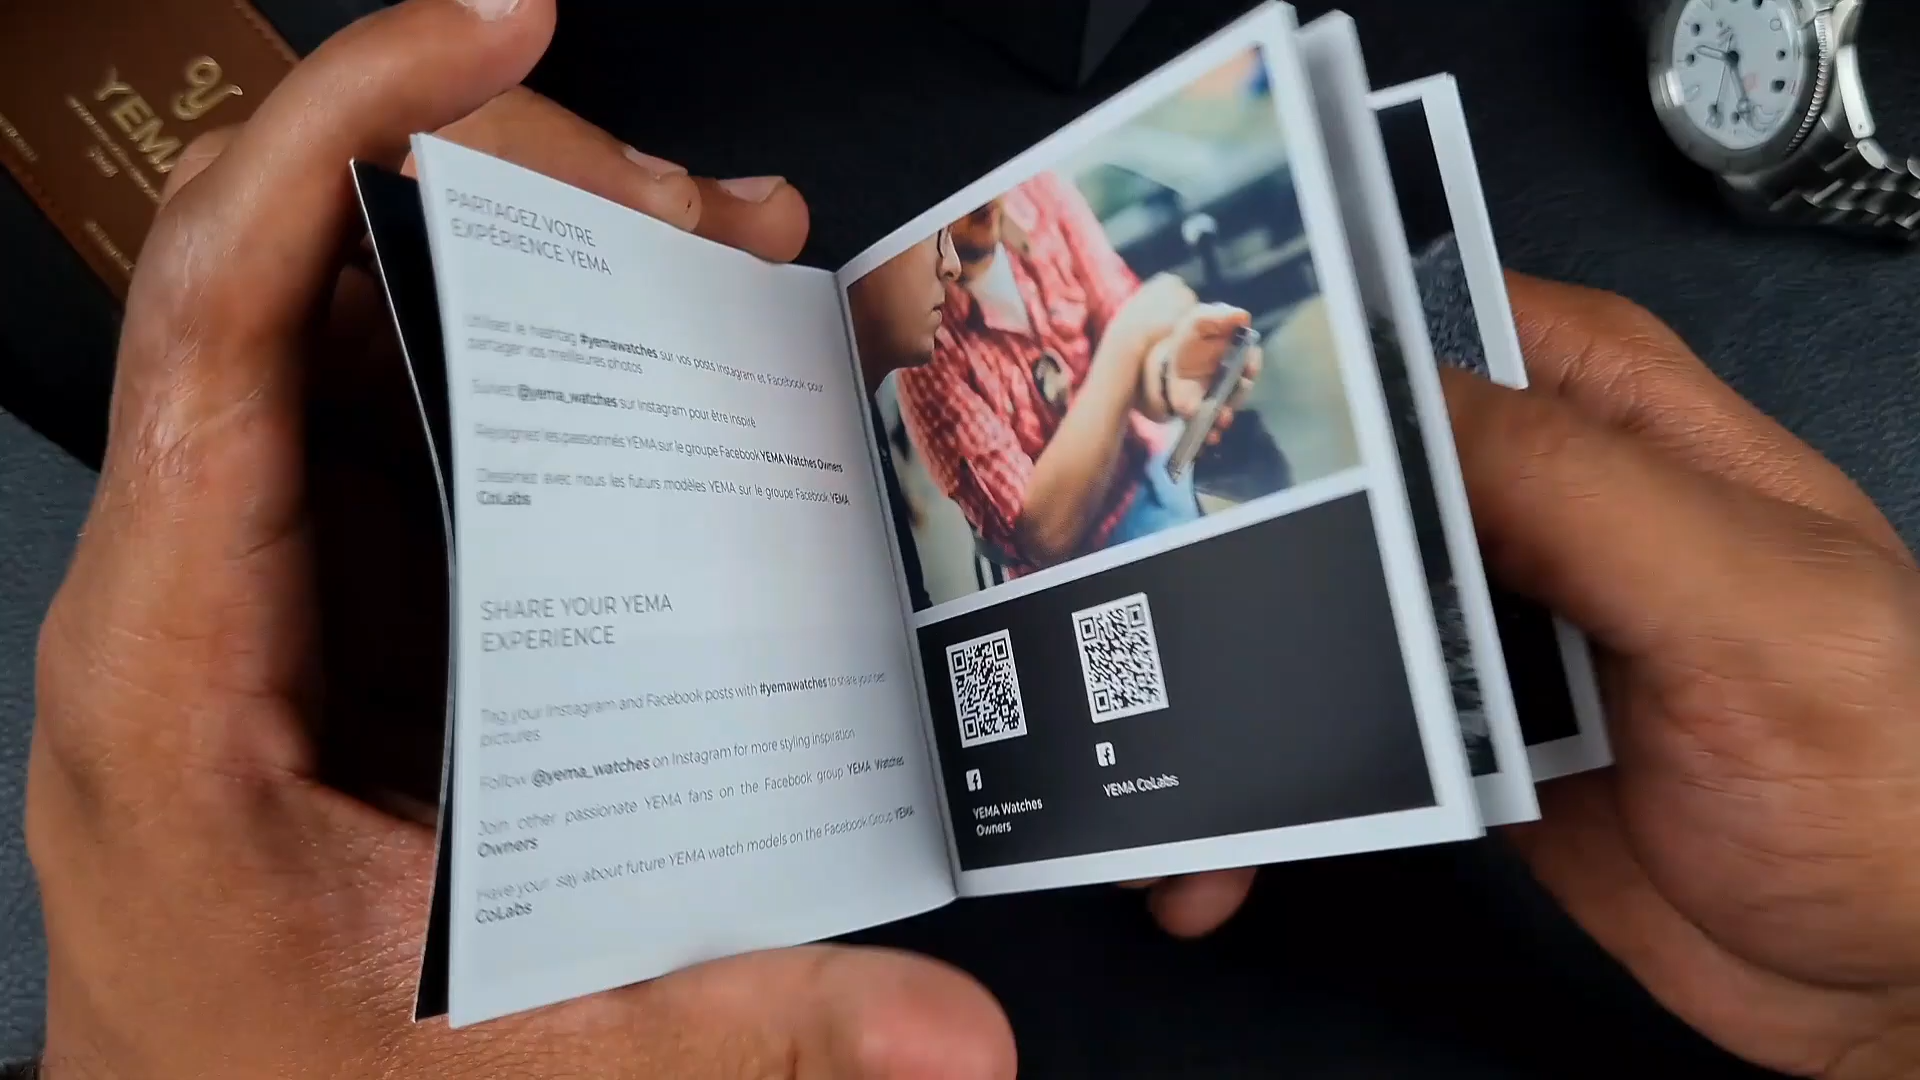 YEMA
PARTAGEZ VOTRE
EXPÉRIENCE YEMA
Utilisez le hashtag #yemawatches sur vos posts Instagram et Facebook pour
partager vos meilleures photos
Suivez @yema_watches sur Instagram pour être inspiré
Rejoignez les passionnés YEMA sur le groupe Facebook YEMA Watches Owners
Dessinez avec nous les futurs modèles YEMA sur le groupe Facebook YEMA
CoLabs
SHARE YOUR YEMA
EXPERIENCE
Tag your Instagram and Facebook posts with #yemawatches to share your best
pictures
Follow @yema_watches on Instagram for more styling inspiration
Join other passionate YEMA fans on the Facebook group YEMA Watches
Owners
Have your say about future YEMA watch models on the Facebook Group YEMA
CoLabs
YEMA Watches
Owners
YEMA CoLabs